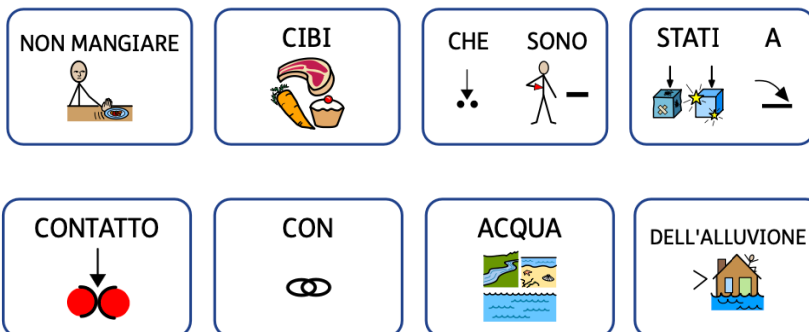 NON MANGIARE CIBI CHE SONO STATI A
CONTATTO CON ACQUA DELL'ALLUVIONE